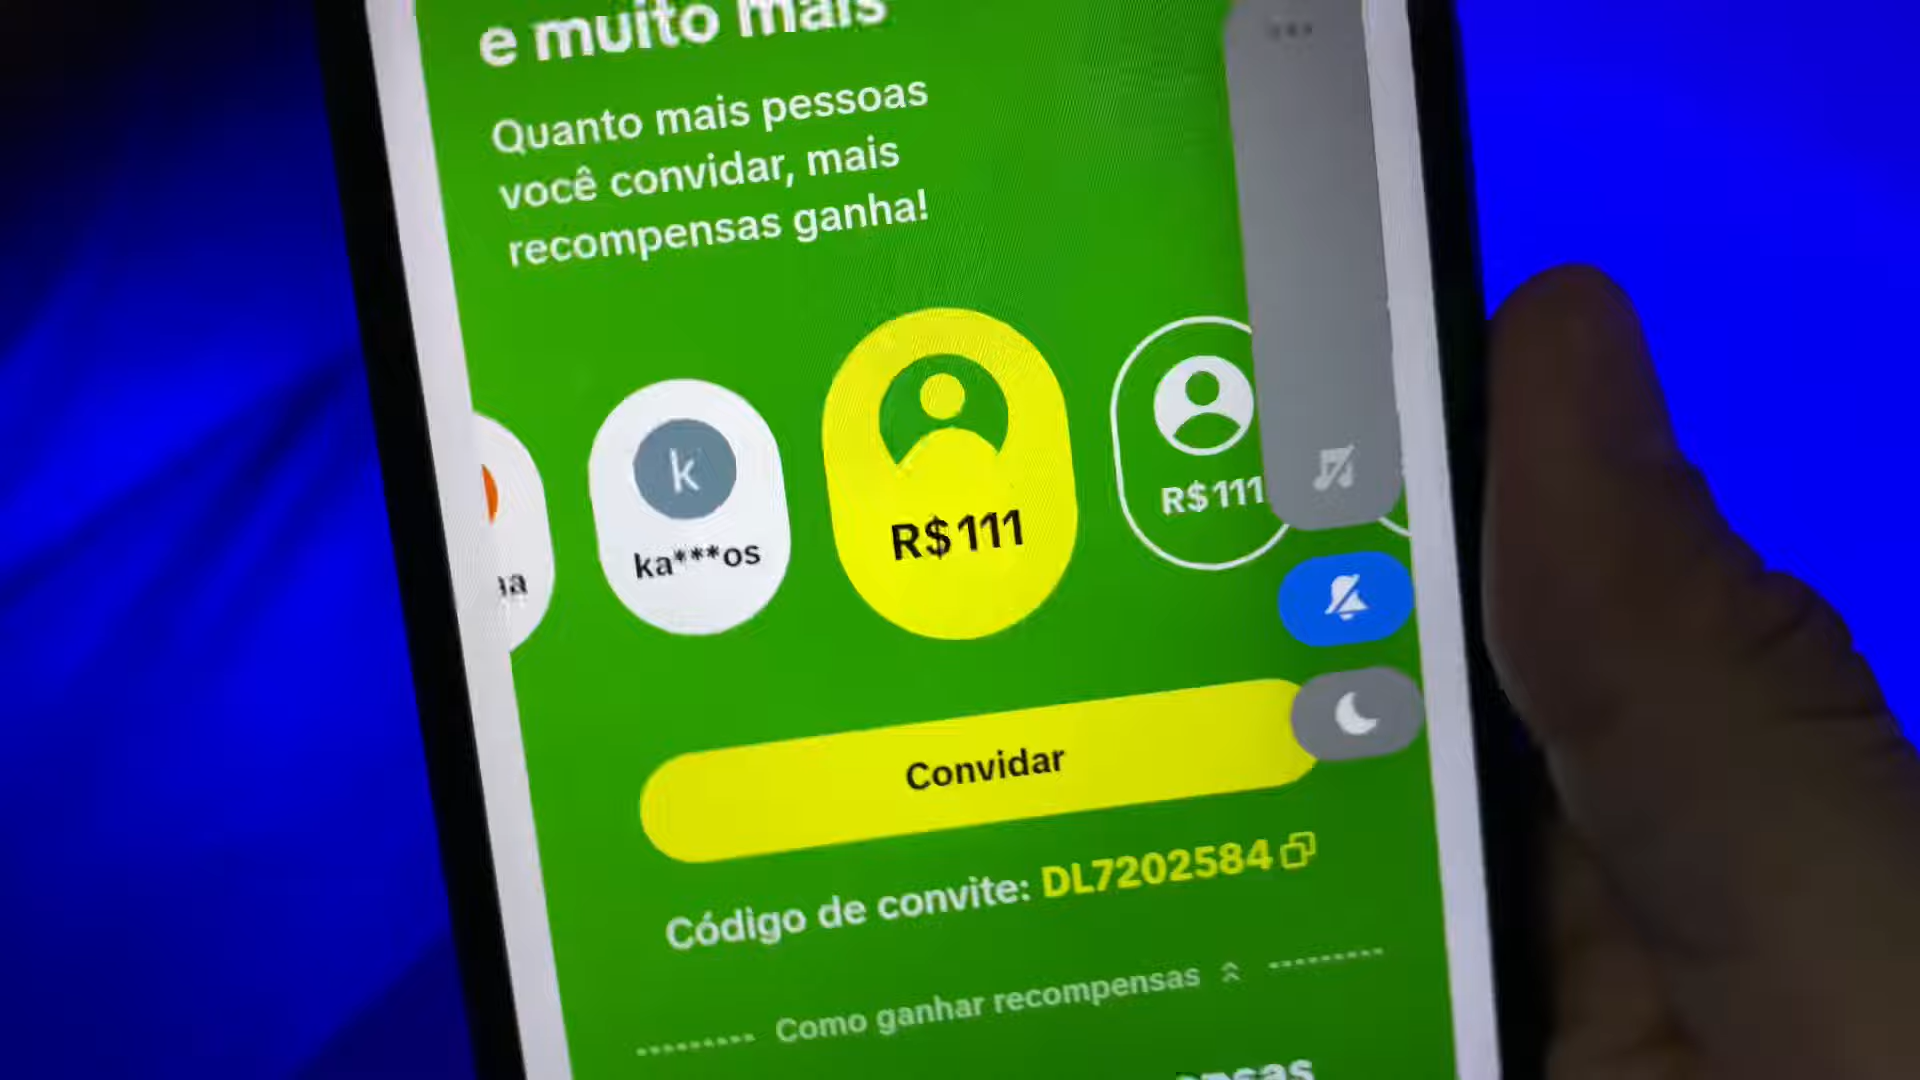 e muito mais
Quanto mais pessoas
você convidar, mais
recompensas ganha!
k
ka***os
R$ 111
R$ 111
Convidar
Código de convite: DL7202584
Como ganhar recompensas